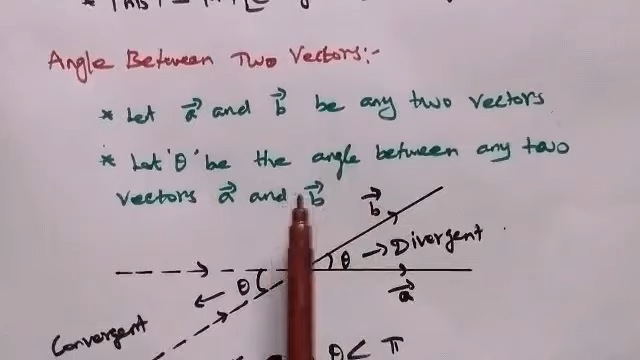 Angle Between Two Vectors:-
* Let a⃗ and b⃗ be any two vectors
* Let 'θ' be the angle between any two
vectors a⃗ and b⃗
b⃗
θ → Divergent
θ
a⃗
Convergent
θ < π